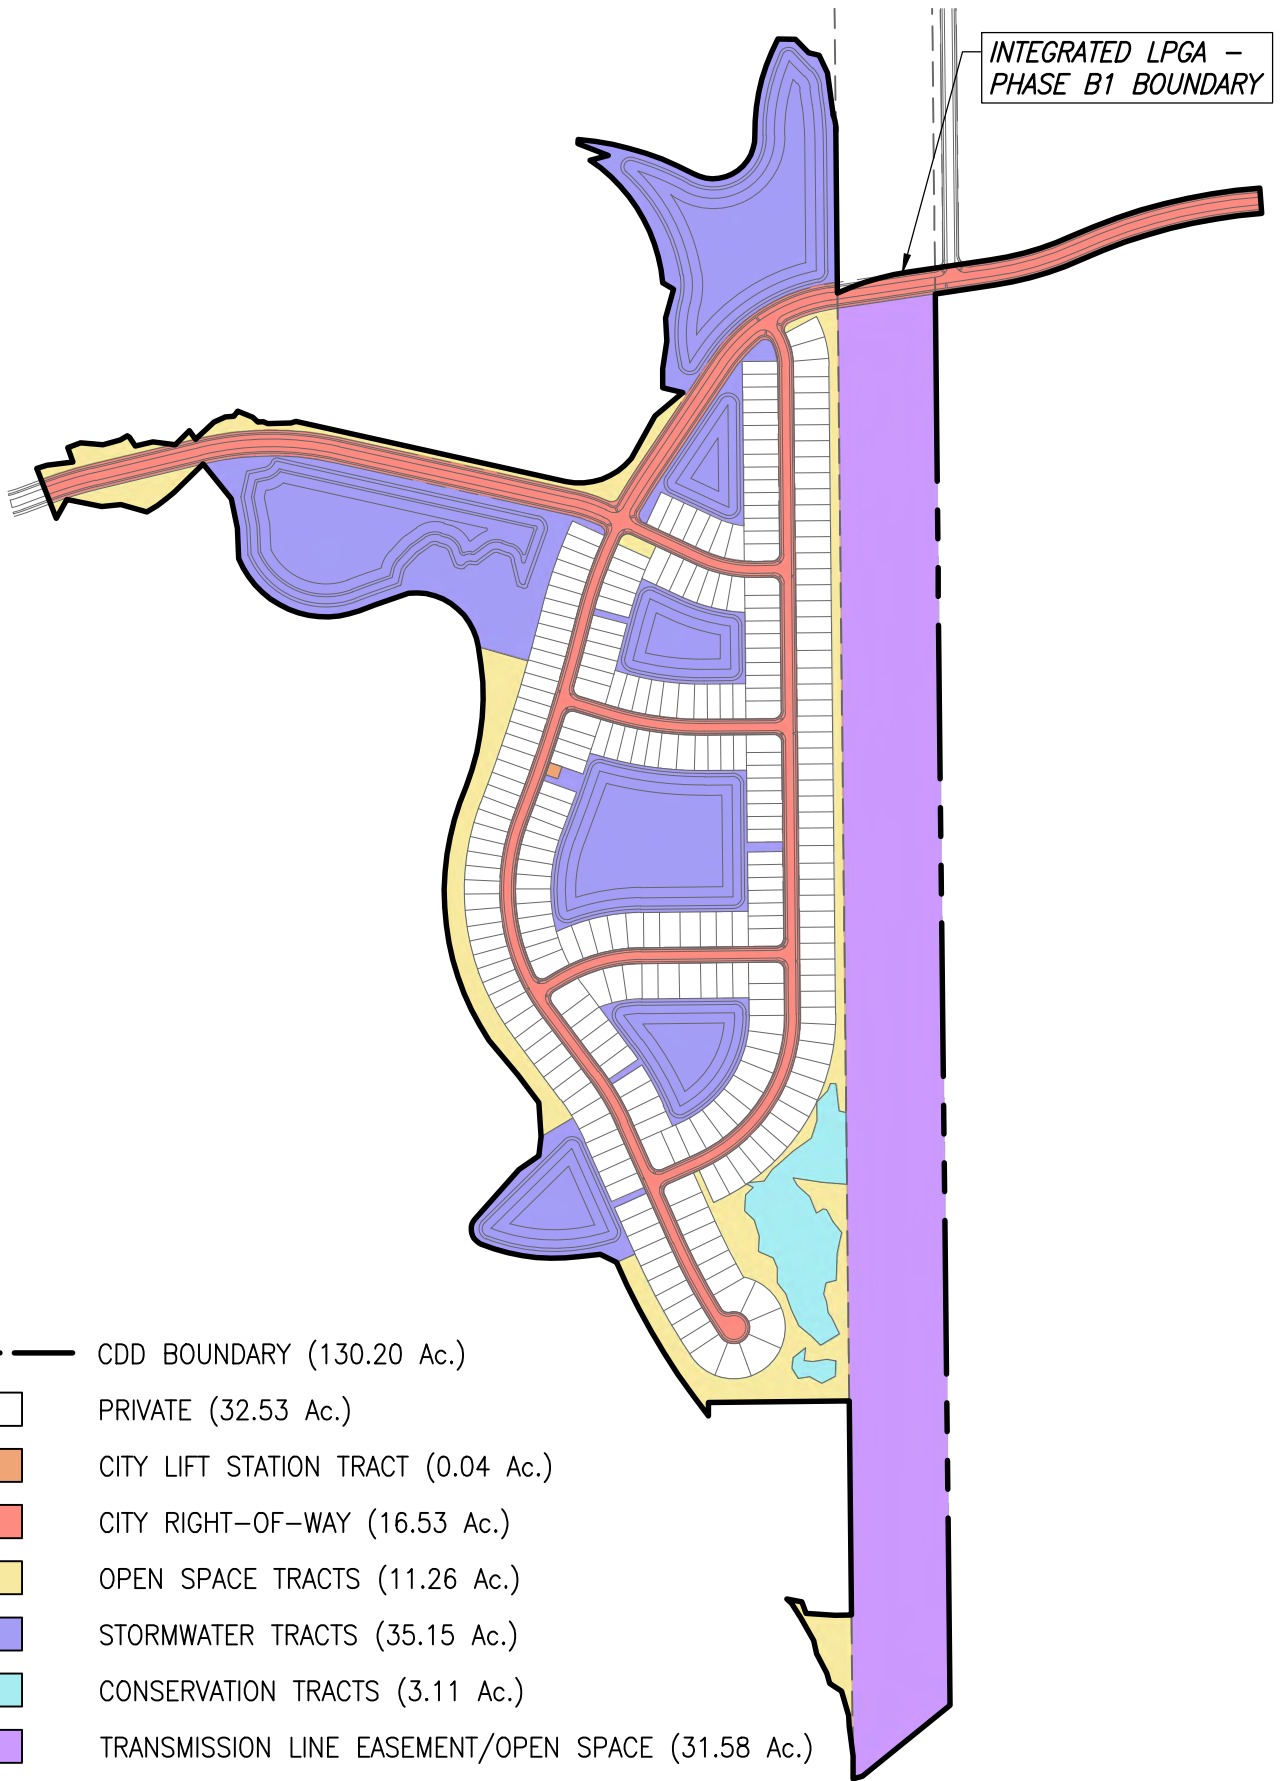 INTEGRATED LPGA –
PHASE B1 BOUNDARY
CDD BOUNDARY (130.20 Ac.)
PRIVATE (32.53 Ac.)
CITY LIFT STATION TRACT (0.04 Ac.)
CITY RIGHT–OF–WAY (16.53 Ac.)
OPEN SPACE TRACTS (11.26 Ac.)
STORMWATER TRACTS (35.15 Ac.)
CONSERVATION TRACTS (3.11 Ac.)
TRANSMISSION LINE EASEMENT/OPEN SPACE (31.58 Ac.)